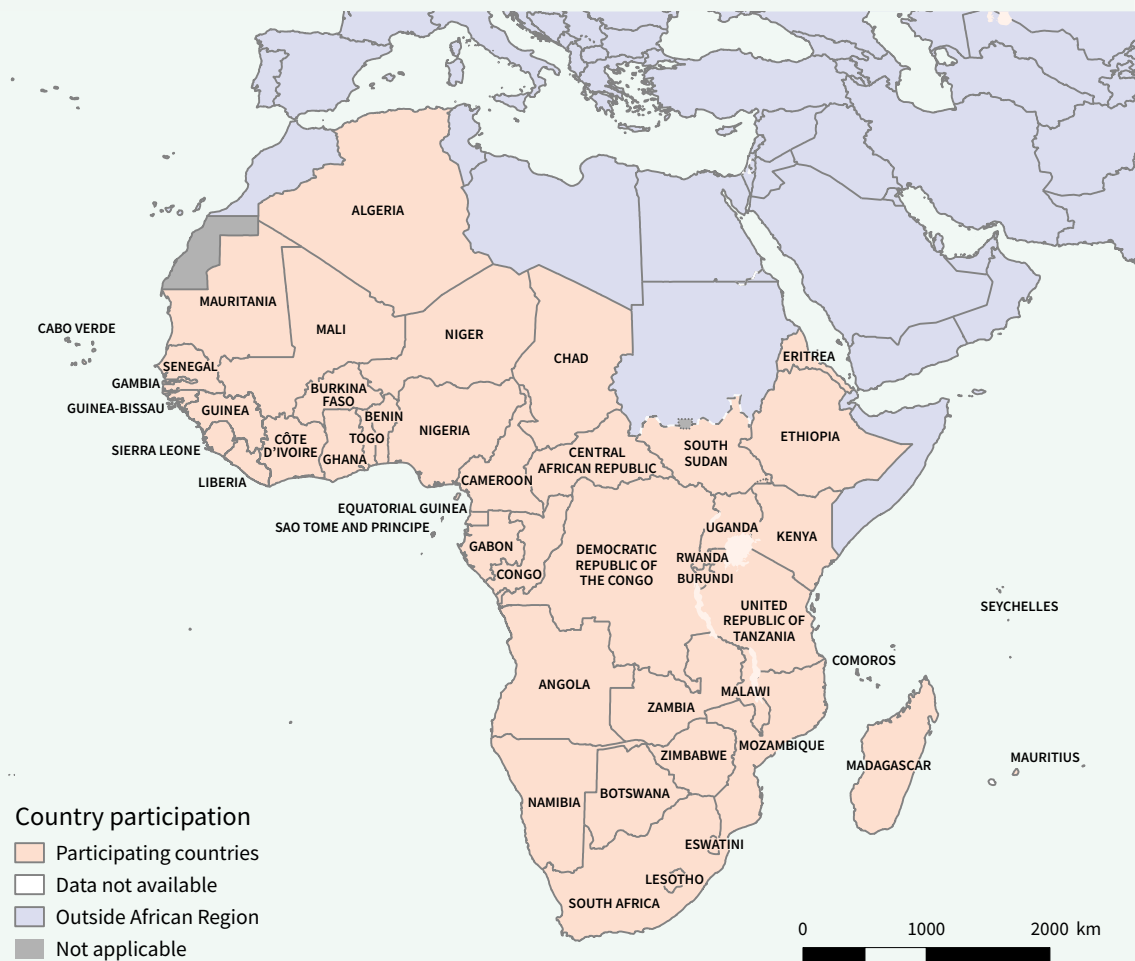 ALGERIA
MAURITANIA
MALI
NIGER
CHAD
ERITREA
CABO VERDE
SENEGAL
GAMBIA
BURKINA
FASO
GUINEA-BISSAU
GUINEA
BENIN
NIGERIA
ETHIOPIA
CÔTE
D'IVOIRE
TOGO
GHANA
SIERRA LEONE
CENTRAL
AFRICAN REPUBLIC
SOUTH
SUDAN
LIBERIA
CAMEROON
EQUATORIAL GUINEA
SAO TOME AND PRINCIPE
UGANDA
KENYA
GABON
DEMOCRATIC
REPUBLIC OF
THE CONGO
RWANDA
CONGO
BURUNDI
UNITED
REPUBLIC OF
TANZANIA
SEYCHELLES
COMOROS
ANGOLA
MALAWI
ZAMBIA
MOZAMBIQUE
ZIMBABWE
MADAGASCAR
MAURITIUS
NAMIBIA
BOTSWANA
ESWATINI
LESOTHO
SOUTH AFRICA
Country participation
Participating countries
Data not available
Outside African Region
Not applicable
0 1000 2000 km